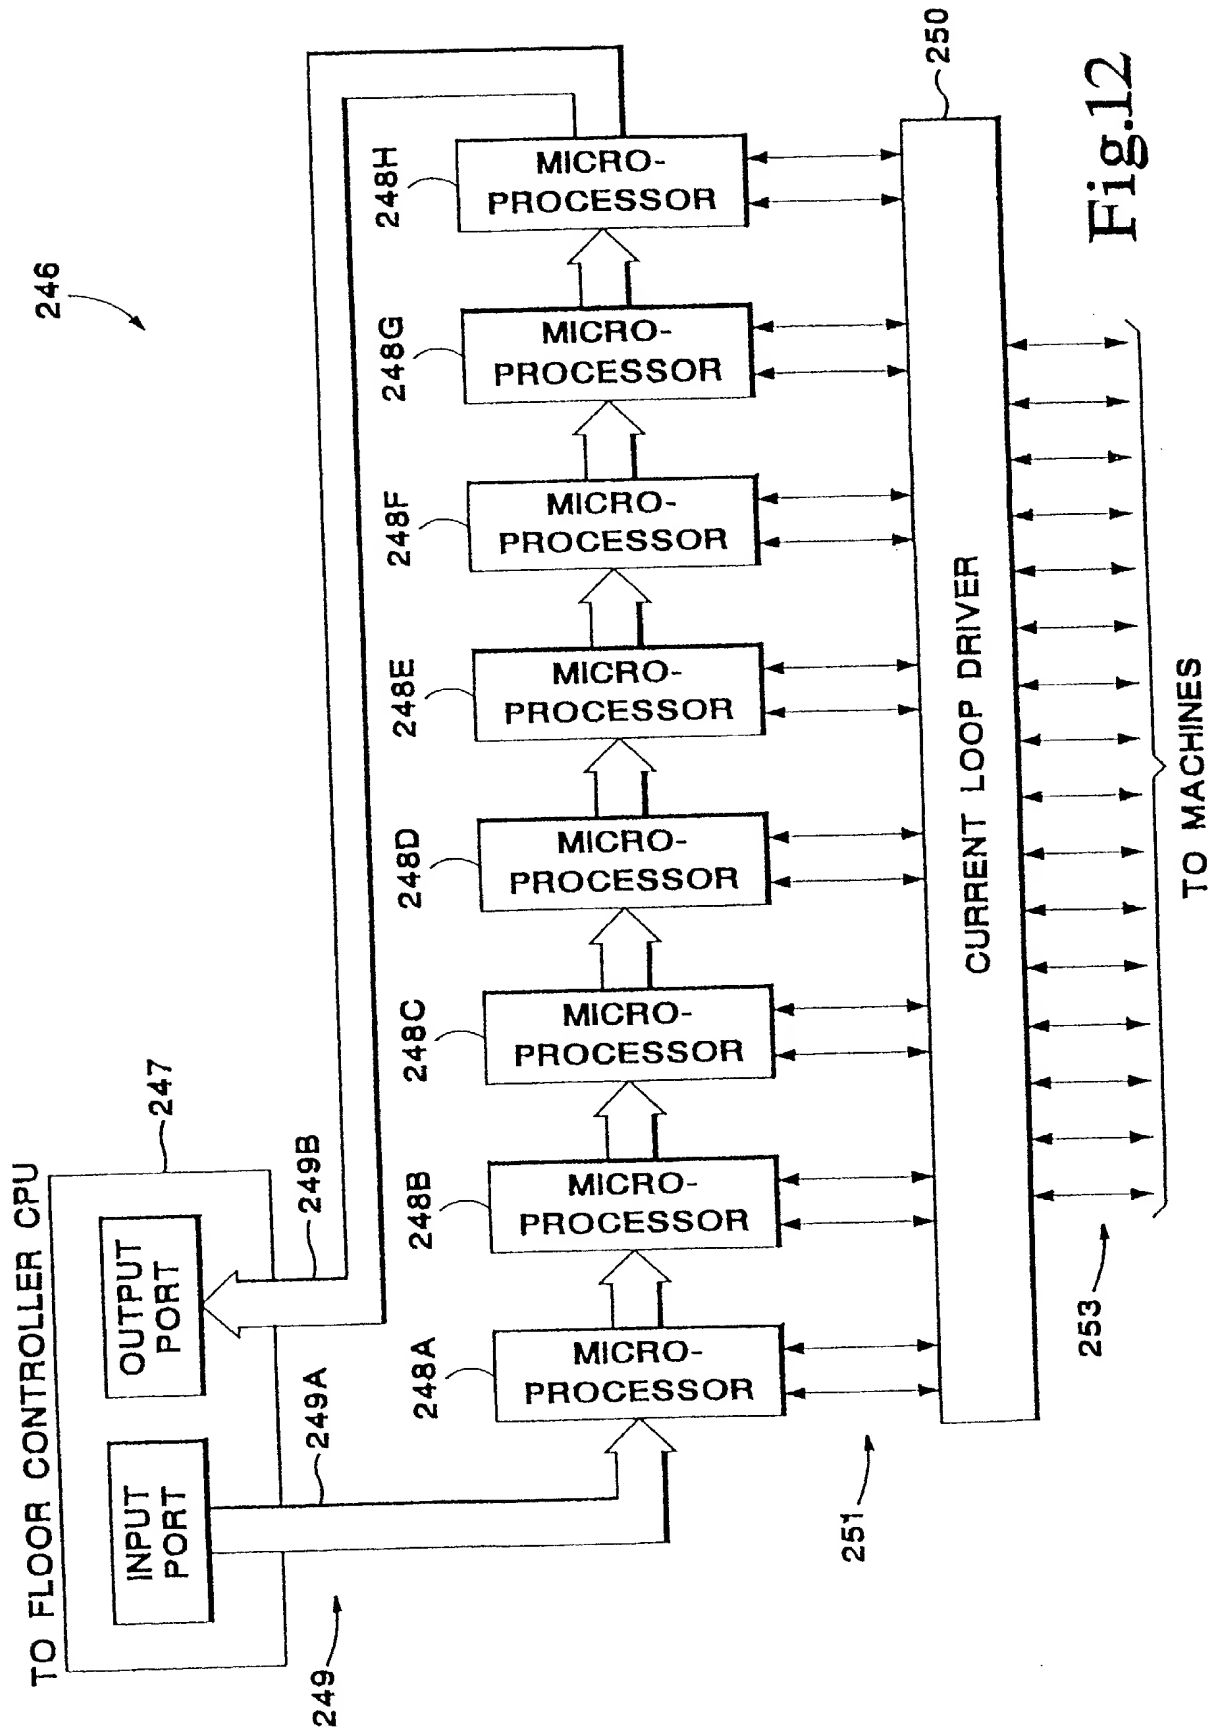 TO FLOOR CONTROLLER CPU
247
INPUT
PORT
OUTPUT
PORT
246
249
249A
249B
248A
248B
248C
248D
248E
248F
248G
248H
MICRO-
PROCESSOR
MICRO-
PROCESSOR
MICRO-
PROCESSOR
MICRO-
PROCESSOR
MICRO-
PROCESSOR
MICRO-
PROCESSOR
MICRO-
PROCESSOR
MICRO-
PROCESSOR
251
CURRENT LOOP DRIVER
250
253
TO MACHINES
Fig.12